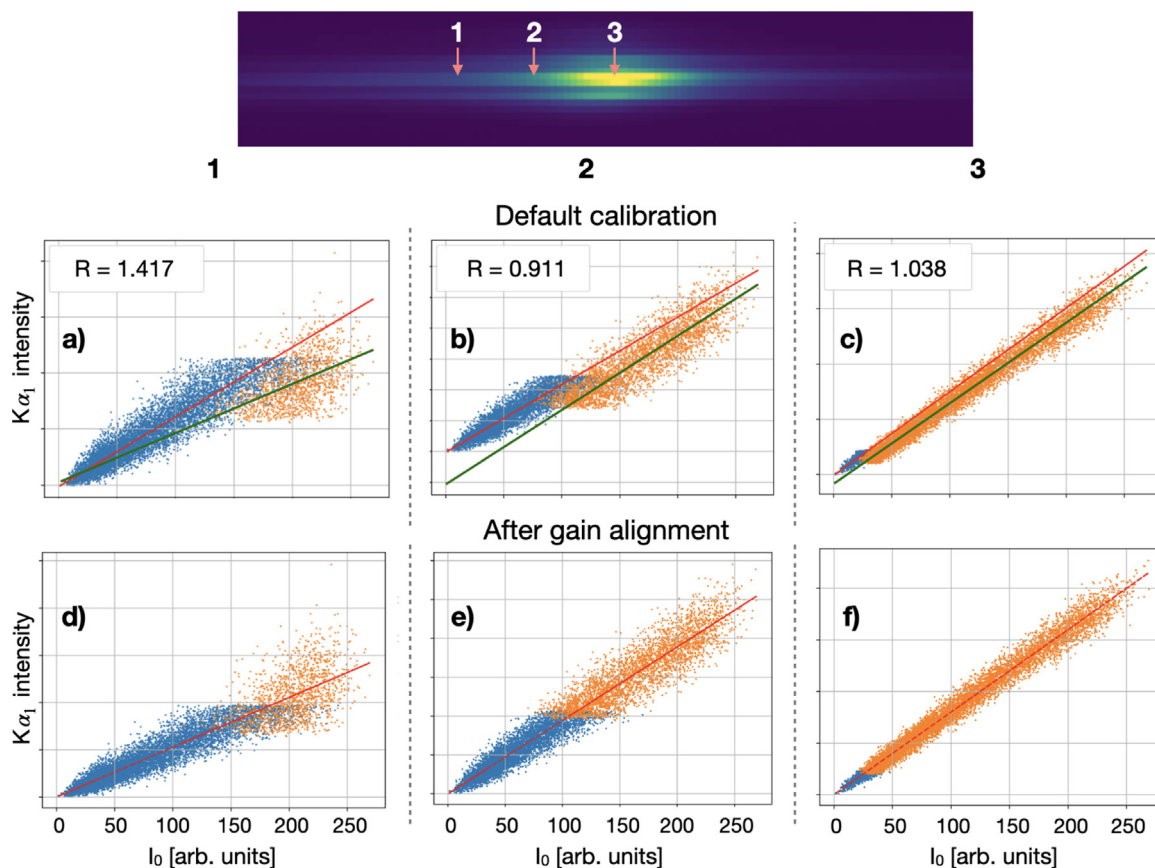 1 2 3
1 2 3
Default calibration
R = 1.417 R = 0.911 R = 1.038
a) b) c)
Kα₁ intensity
After gain alignment
d) e) f)
Kα₁ intensity
0 50 100 150 200 250 0 50 100 150 200 250 0 50 100 150 200 250
I₀ [arb. units] I₀ [arb. units] I₀ [arb. units]